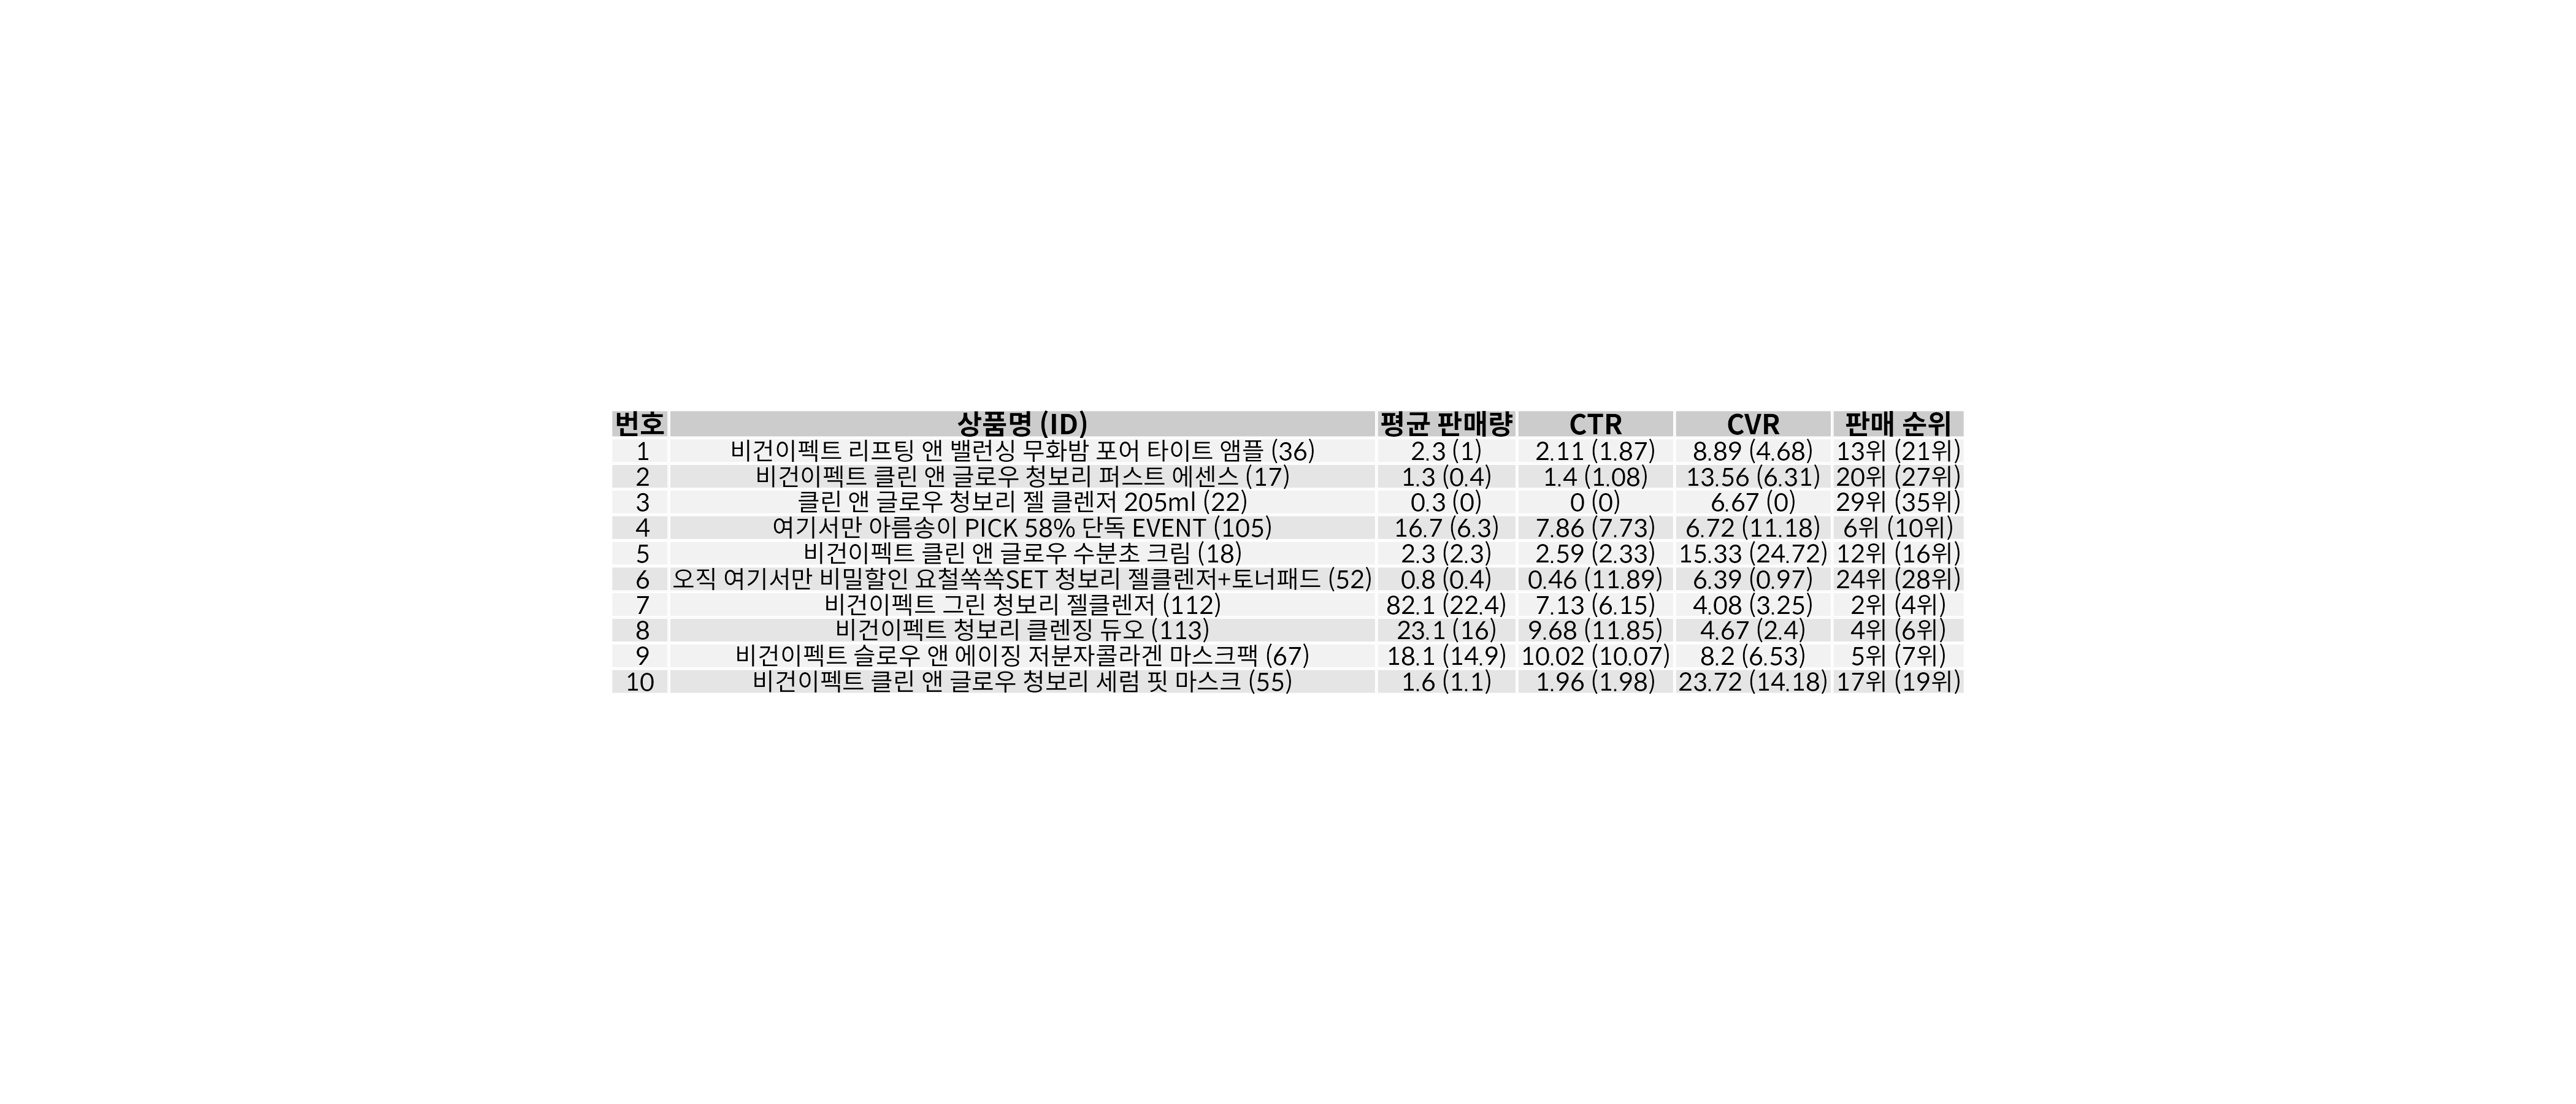 번호 상품명 (ID) 평균 판매량 CTR CVR 판매 순위
1 비건이펙트 리프팅 앤 밸런싱 무화밤 포어 타이트 앰플 (36) 2.3 (1) 2.11 (1.87) 8.89 (4.68) 13위 (21위)
2 비건이펙트 클린 앤 글로우 청보리 퍼스트 에센스 (17) 1.3 (0.4) 1.4 (1.08) 13.56 (6.31) 20위 (27위)
3 클린 앤 글로우 청보리 젤 클렌저 205ml (22) 0.3 (0) 0 (0) 6.67 (0) 29위 (35위)
4 여기서만 아름송이 PICK 58% 단독 EVENT (105) 16.7 (6.3) 7.86 (7.73) 6.72 (11.18) 6위 (10위)
5 비건이펙트 클린 앤 글로우 수분초 크림 (18) 2.3 (2.3) 2.59 (2.33) 15.33 (24.72) 12위 (16위)
6 오직 여기서만 비밀할인 요철쏙쏙SET 청보리 젤클렌저+토너패드 (52) 0.8 (0.4) 0.46 (11.89) 6.39 (0.97) 24위 (28위)
7 비건이펙트 그린 청보리 젤클렌저 (112) 82.1 (22.4) 7.13 (6.15) 4.08 (3.25) 2위 (4위)
8 비건이펙트 청보리 클렌징 듀오 (113) 23.1 (16) 9.68 (11.85) 4.67 (2.4) 4위 (6위)
9 비건이펙트 슬로우 앤 에이징 저분자콜라겐 마스크팩 (67) 18.1 (14.9) 10.02 (10.07) 8.2 (6.53) 5위 (7위)
10 비건이펙트 클린 앤 글로우 청보리 세럼 핏 마스크 (55) 1.6 (1.1) 1.96 (1.98) 23.72 (14.18) 17위 (19위)